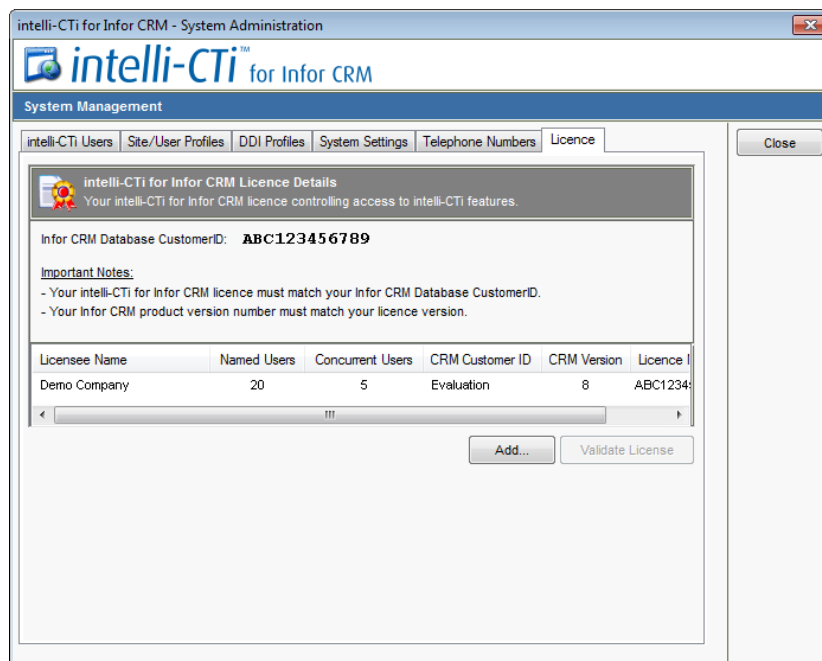 intelli-CTi for Infor CRM - System Administration
intelli-CTi™ for Infor CRM
System Management
intelli-CTi Users Site/User Profiles DDI Profiles System Settings Telephone Numbers Licence
Close
intelli-CTi for Infor CRM Licence Details
Your intelli-CTi for Infor CRM licence controlling access to intelli-CTi features.
Infor CRM Database CustomerID: ABC123456789
Important Notes:
- Your intelli-CTi for Infor CRM licence must match your Infor CRM Database CustomerID.
- Your Infor CRM product version number must match your licence version.
Licensee Name Named Users Concurrent Users CRM Customer ID CRM Version Licence
Demo Company 20 5 Evaluation 8 ABC1234
Add... Validate License